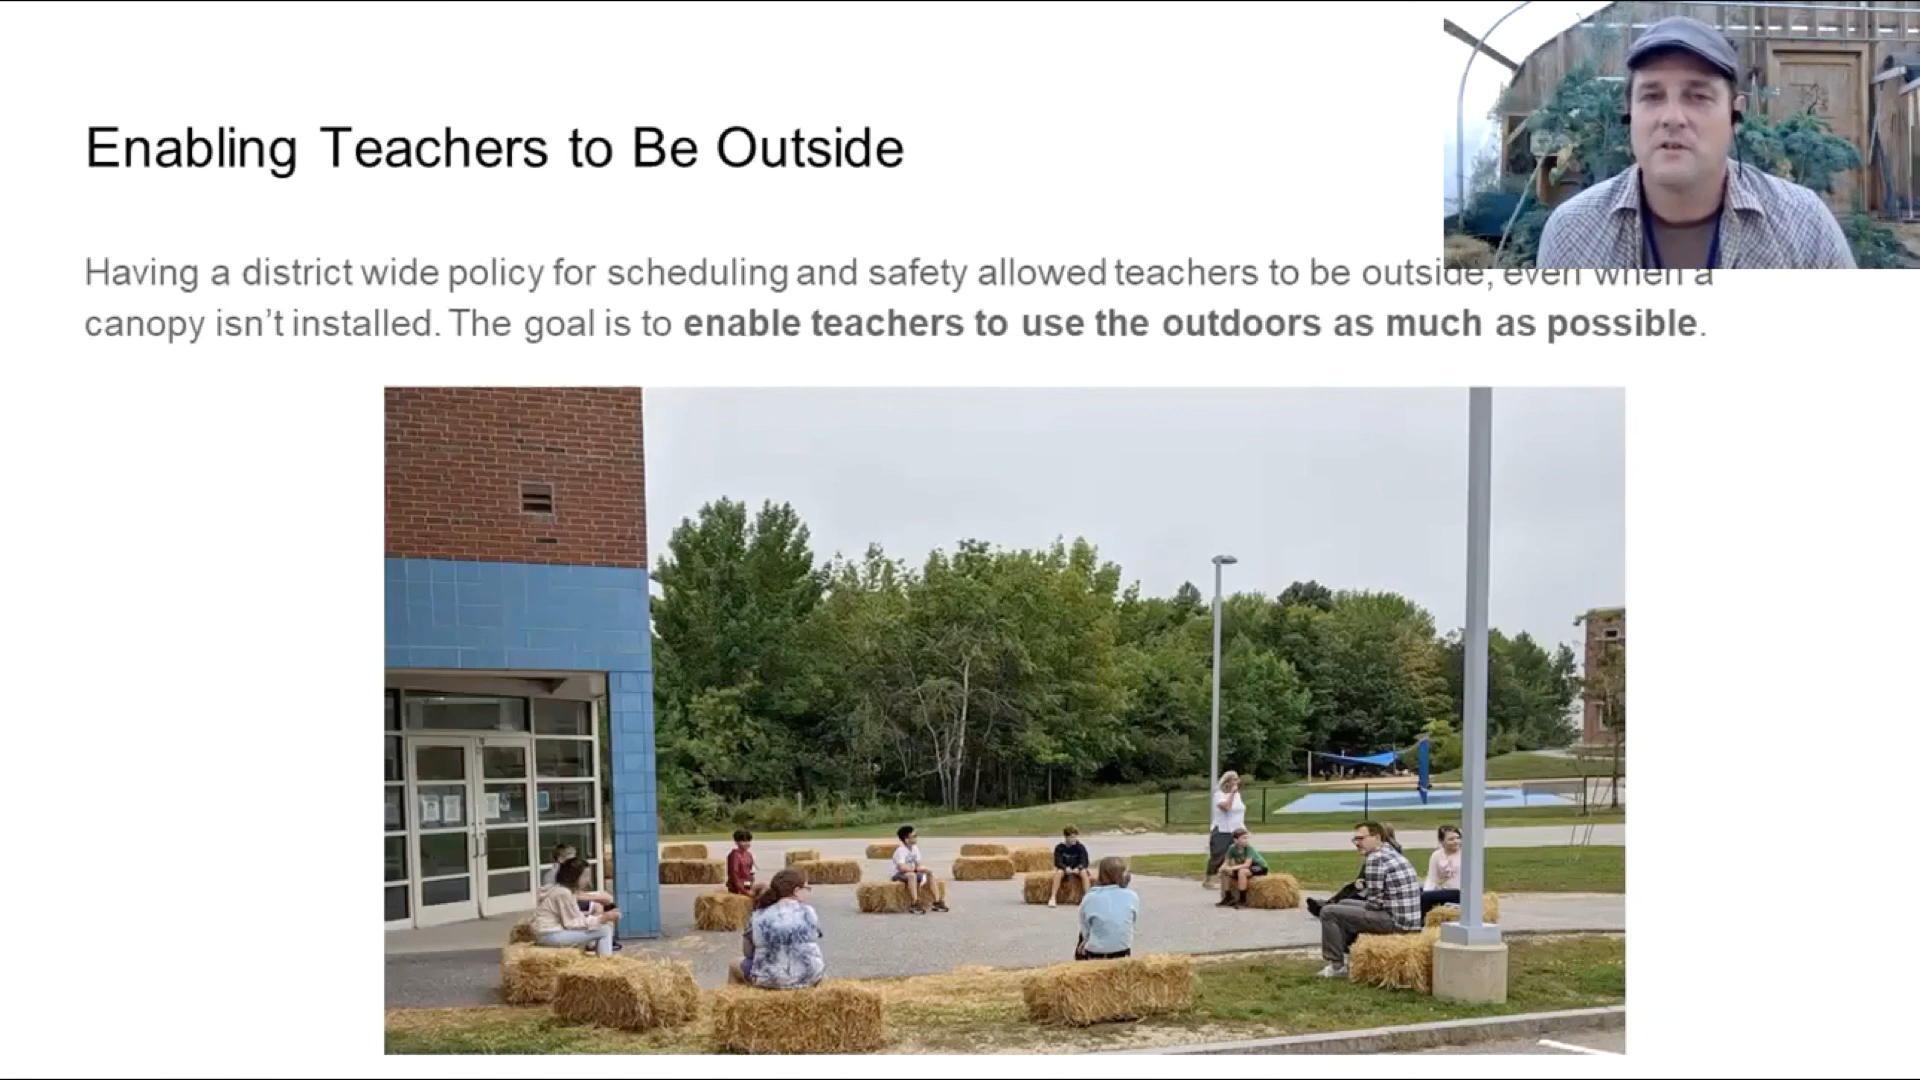 Enabling Teachers to Be Outside
Having a district wide policy for scheduling and safety allowed teachers to be outside, even when a
canopy isn't installed. The goal is to enable teachers to use the outdoors as much as possible.